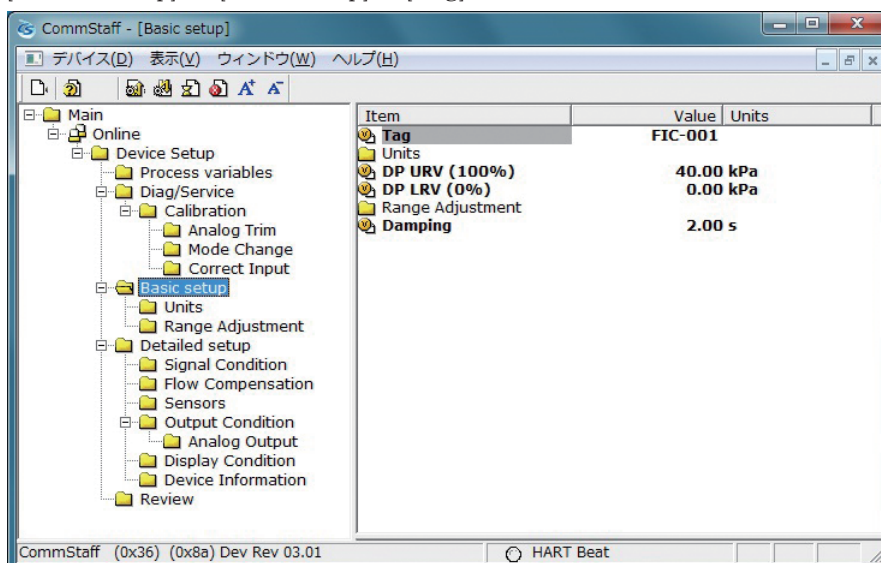 CommStaff - [Basic setup]
デバイス(D) 表示(V) ウィンドウ(W) ヘルプ(H)
Main
Online
Device Setup
Process variables
Diag/Service
Calibration
Analog Trim
Mode Change
Correct Input
Basic setup
Units
Range Adjustment
Detailed setup
Signal Condition
Flow Compensation
Sensors
Output Condition
Analog Output
Display Condition
Device Information
Review
Item Value Units
Tag FIC-001
Units
DP URV (100%) 40.00 kPa
DP LRV (0%) 0.00 kPa
Range Adjustment
Damping 2.00 s
CommStaff (0x36) (0x8a) Dev Rev 03.01 HART Beat